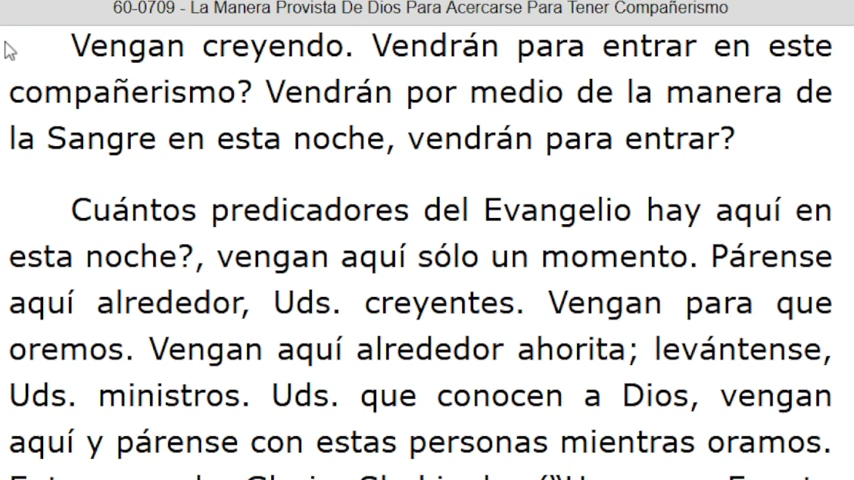 60-0709 - La Manera Provista De Dios Para Acercarse Para Tener Compañerismo
Vengan creyendo. Vendrán para entrar en este
compañerismo? Vendrán por medio de la manera de
la Sangre en esta noche, vendrán para entrar?
Cuántos predicadores del Evangelio hay aquí en
esta noche?, vengan aquí sólo un momento. Párense
aquí alrededor, Uds. creyentes. Vengan para que
oremos. Vengan aquí alrededor ahorita; levántense,
Uds. ministros. Uds. que conocen a Dios, vengan
aquí y párense con estas personas mientras oramos.